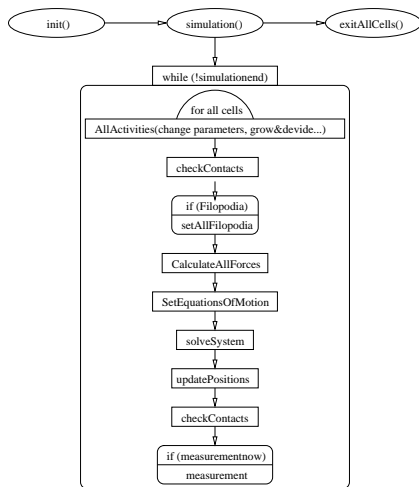 init()
simulation()
exitAllCells()
while (!simulationend)
for all cells
AllActivities(change parameters, grow&devide...)
checkContacts
if (Filopodia)
setAllFilopodia
CalculateAllForces
SetEquationsOfMotion
solveSystem
updatePositions
checkContacts
if (measurementnow)
measurement